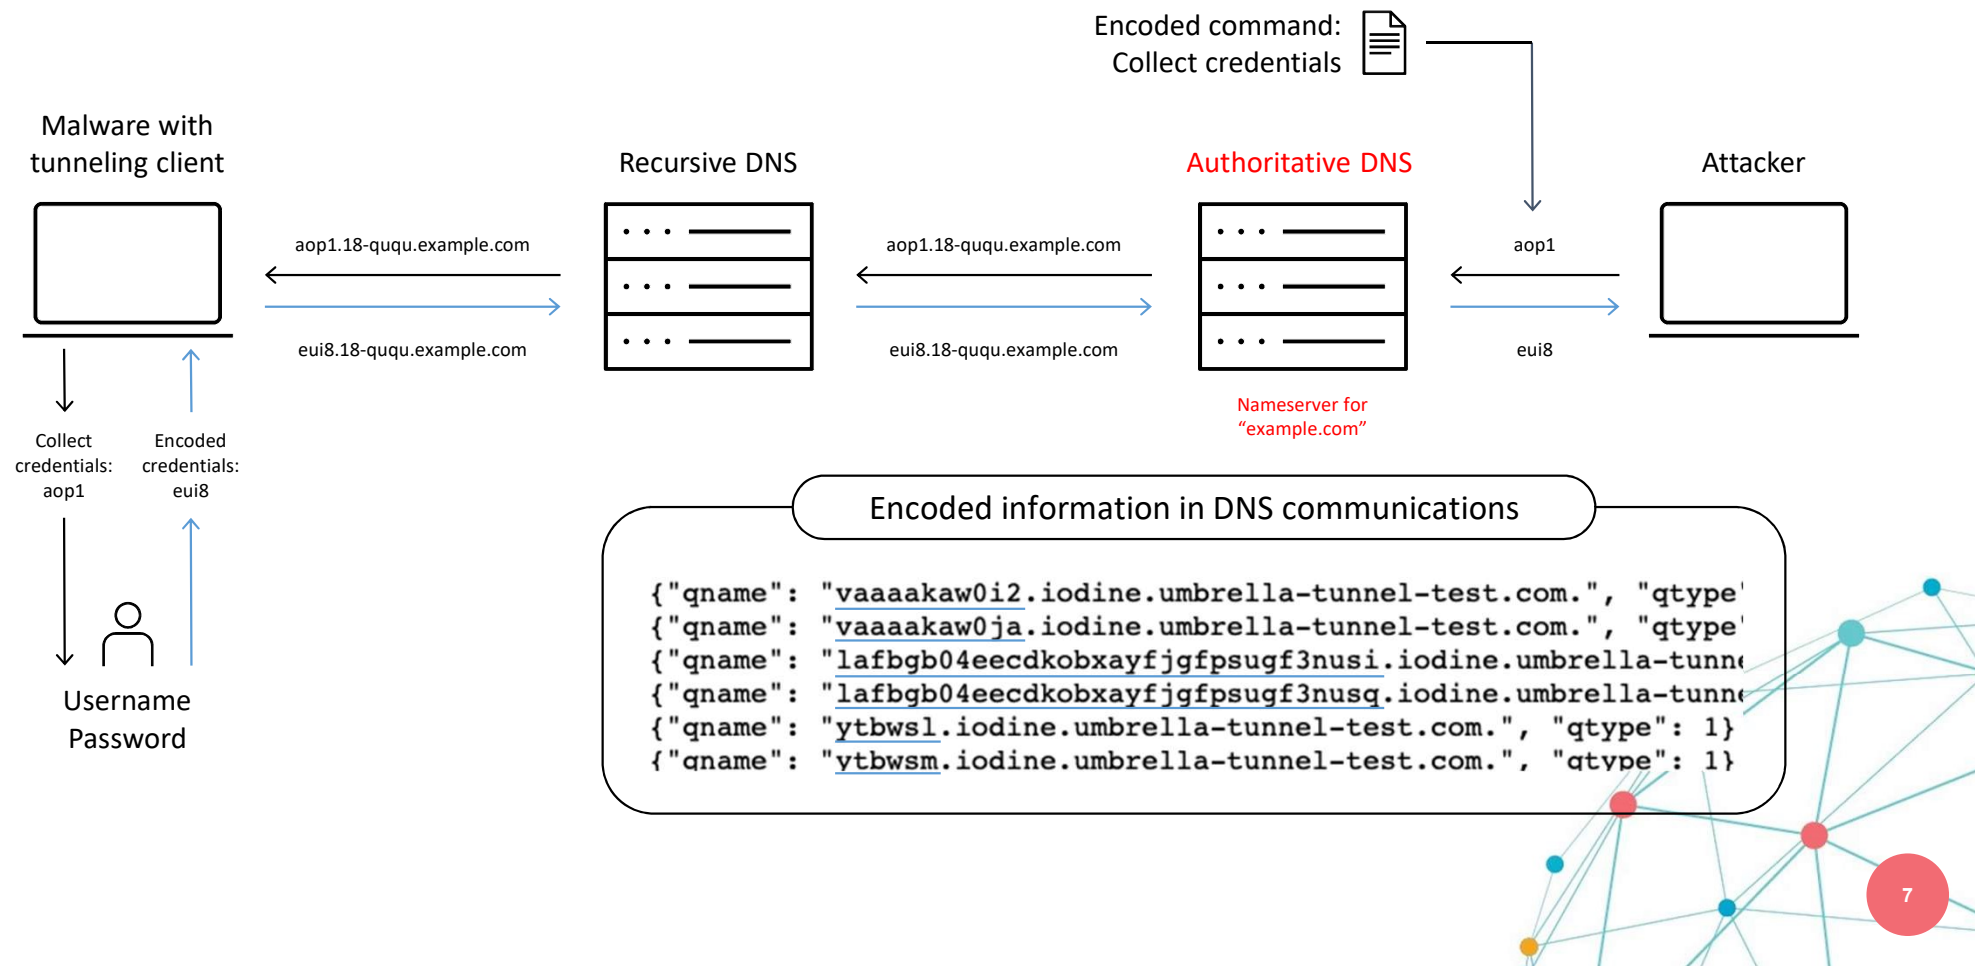 Encoded command:
Collect credentials
Malware with
tunneling client
Recursive DNS
Authoritative DNS
Attacker
aop1.18-ququ.example.com
aop1.18-ququ.example.com
aop1
eui8.18-ququ.example.com
eui8.18-ququ.example.com
eui8
Nameserver for
“example.com”
Collect
credentials:
aop1
Encoded
credentials:
eui8
Username
Password
Encoded information in DNS communications
{"qname": "vaaaakaw0i2.iodine.umbrella-tunnel-test.com.", "qtype"
{"qname": "vaaaakaw0ja.iodine.umbrella-tunnel-test.com.", "qtype"
{"qname": "lafbgb04eecdkobxayfjgfpsugf3nusi.iodine.umbrella-tunne
{"qname": "lafbgb04eecdkobxayfjgfpsugf3nusq.iodine.umbrella-tunne
{"qname": "ytbwsl.iodine.umbrella-tunnel-test.com.", "qtype": 1}
{"qname": "ytbwsm.iodine.umbrella-tunnel-test.com.", "qtype": 1}
7